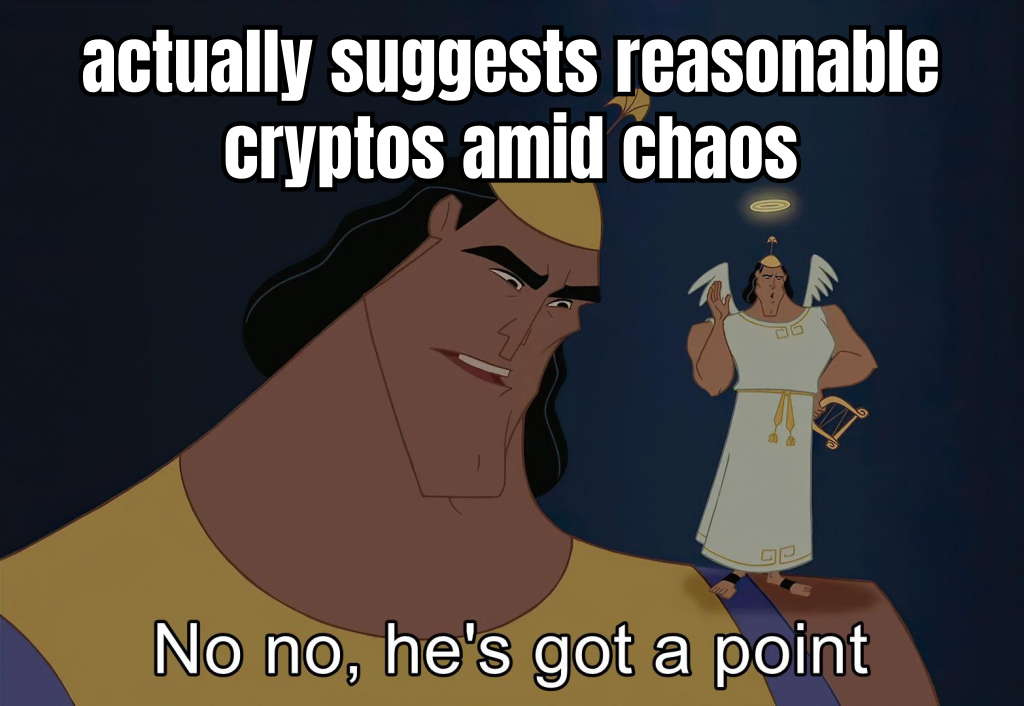 actually suggests reasonable
cryptos amid chaos
No no, he's got a point